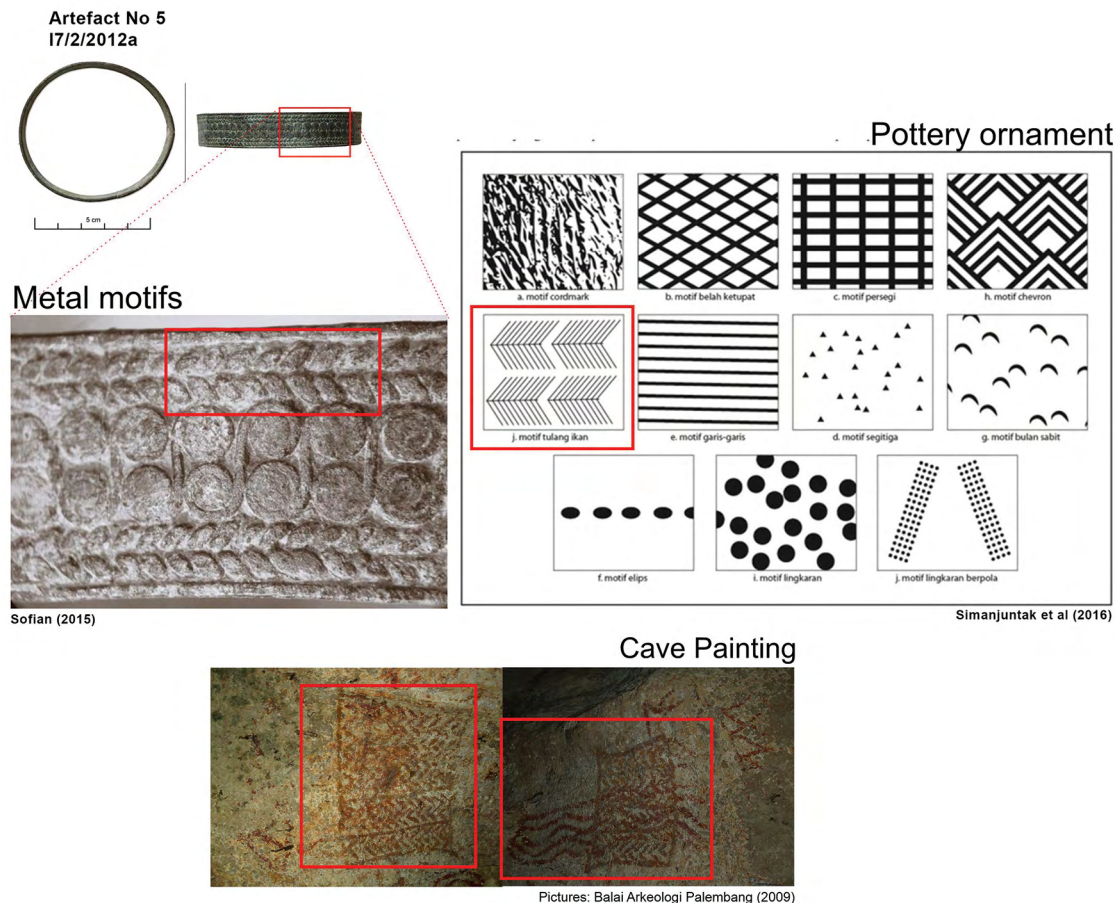 Artefact No 5
I7/2/2012a
5 cm
Metal motifs
Sofian (2015)
Pottery ornament
a. motif cordmark
b. motif belah ketupat
c. motif persegi
h. motif chevron
j. motif tulang ikan
e. motif garis-garis
d. motif segitiga
g. motif bulan sabit
f. motif elips
i. motif lingkaran
j. motif lingkaran berpola
Simanjuntak et al (2016)
Cave Painting
Pictures: Balai Arkeologi Palembang (2009)